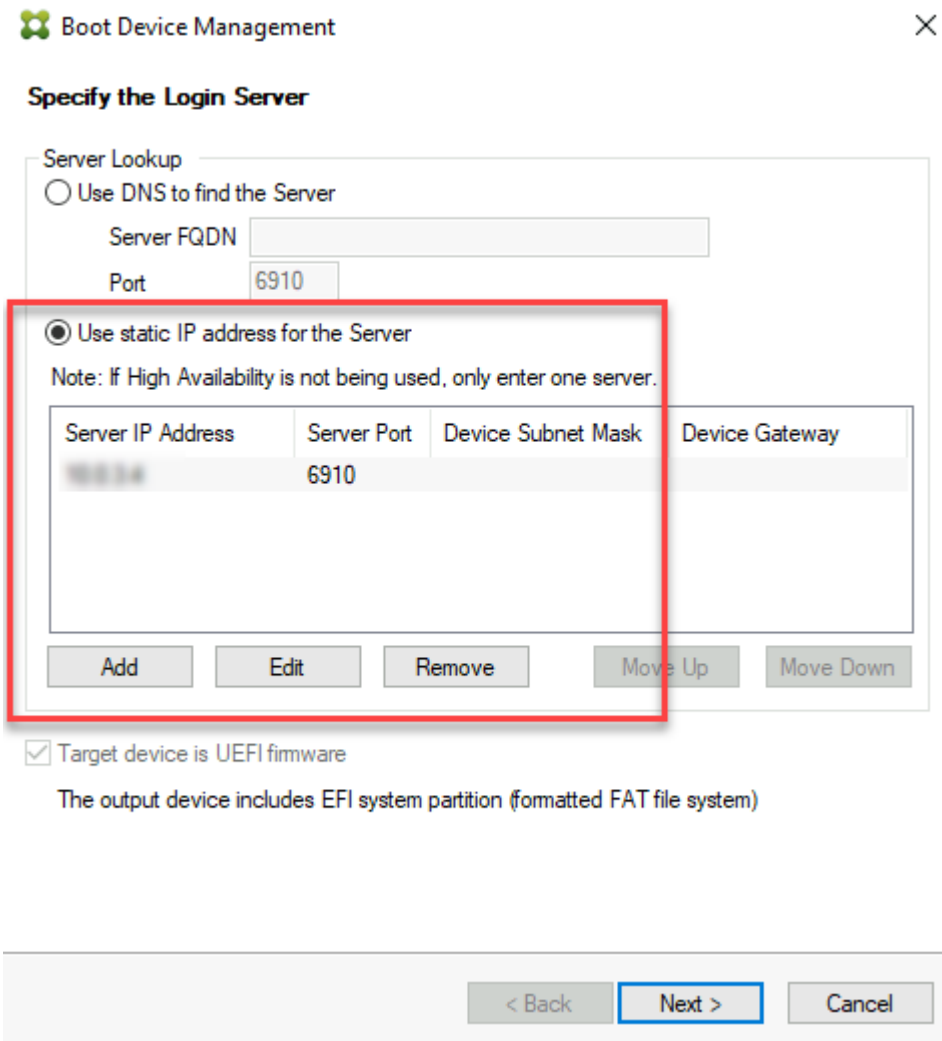 Boot Device Management
Specify the Login Server
Server Lookup
Use DNS to find the Server
Server FQDN
Port 6910
Use static IP address for the Server
Note: If High Availability is not being used, only enter one server.
Server IP Address Server Port Device Subnet Mask Device Gateway
6910
Add Edit Remove Move Up Move Down
Target device is UEFI firmware
The output device includes EFI system partition (formatted FAT file system)
< Back Next > Cancel